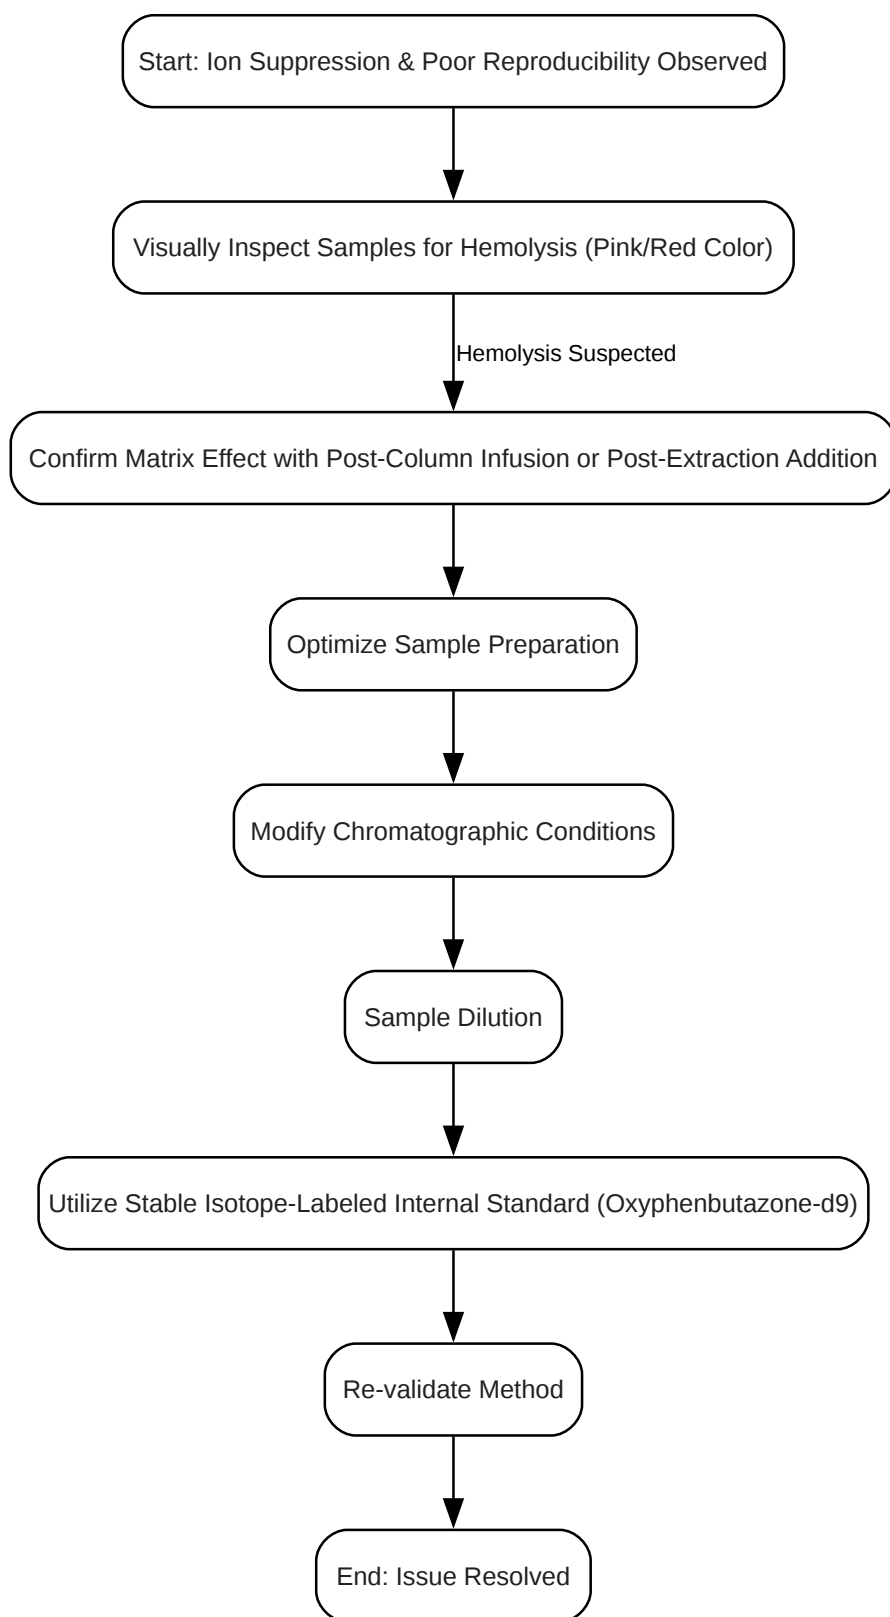 Start: Ion Suppression & Poor Reproducibility Observed
Visually Inspect Samples for Hemolysis (Pink/Red Color)
Hemolysis Suspected
Confirm Matrix Effect with Post-Column Infusion or Post-Extraction Addition
Optimize Sample Preparation
Modify Chromatographic Conditions
Sample Dilution
Utilize Stable Isotope-Labeled Internal Standard (Oxyphenbutazone-d9)
Re-validate Method
End: Issue Resolved